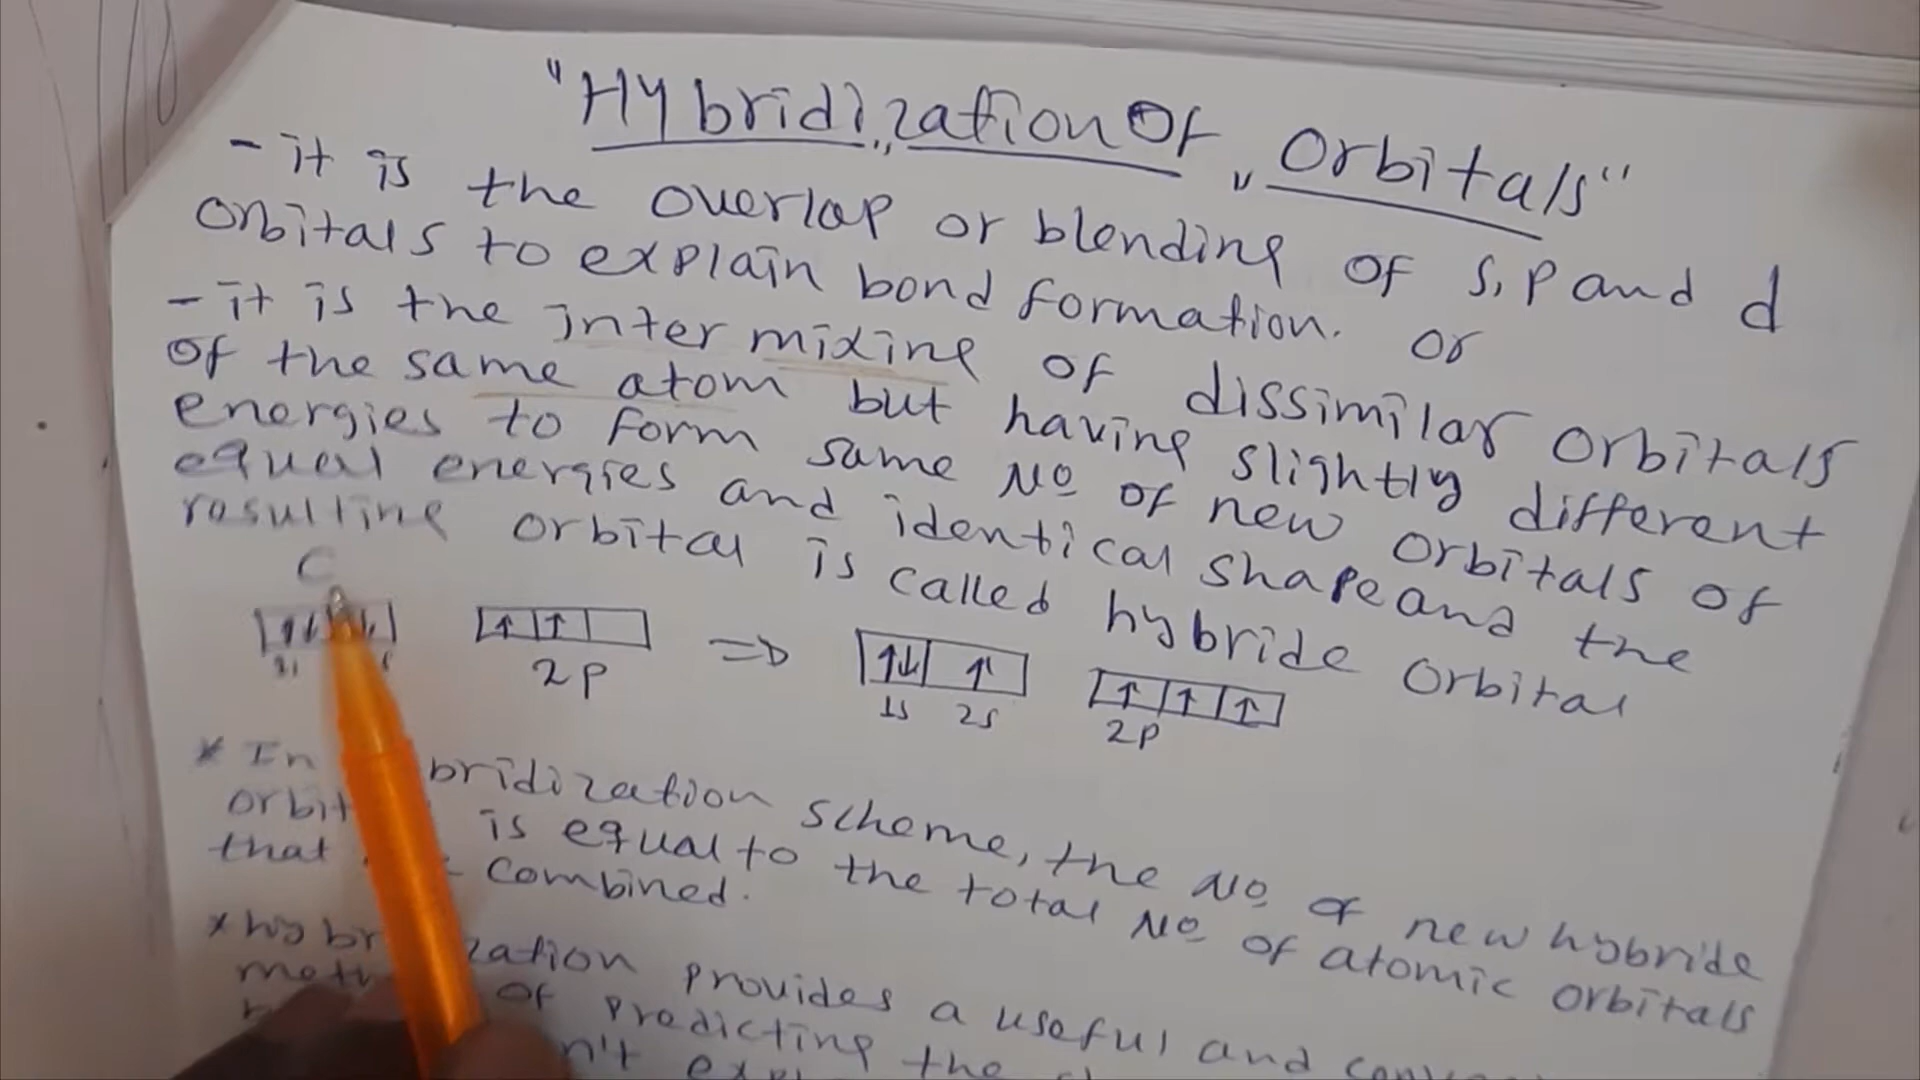 "Hybridization Of Orbitals"
- it is the overlap or blending of s, p and d
orbitals to explain bond formation. or
- it is the inter mixing of dissimilar orbitals
of the same atom but having slightly different
energies to form same No of new orbitals of
equal energies and identical shape and the
resulting orbital is called hybride orbital
C
2p ⇒ 1s 2s 2p
* In bridization scheme, the No. of new hybride
orbit is equal to the total No of atomic orbitals
that combined.
* hybr zation provides a useful and
of predicting the
n't